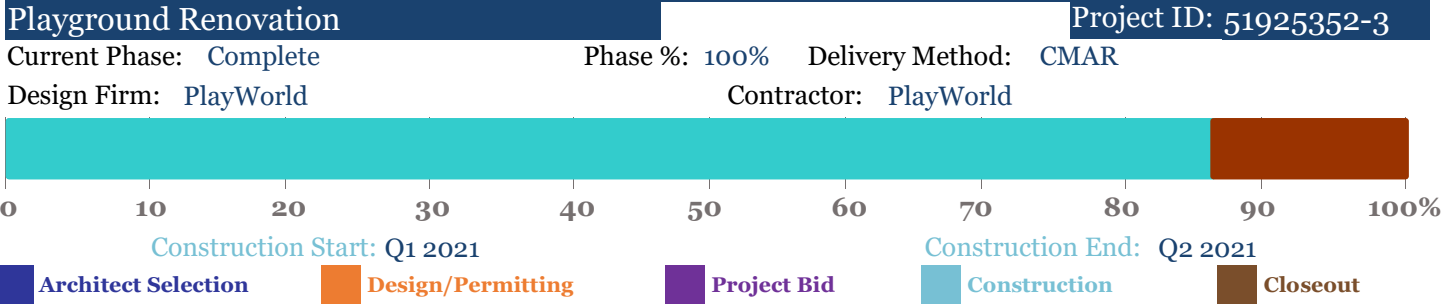 Playground Renovation Project ID: 51925352-3
Current Phase: Complete Phase %: 100% Delivery Method: CMAR
Design Firm: PlayWorld Contractor: PlayWorld
0 10 20 30 40 50 60 70 80 90 100%
Construction Start: Q1 2021 Construction End: Q2 2021
Architect Selection Design/Permitting Project Bid Construction Closeout